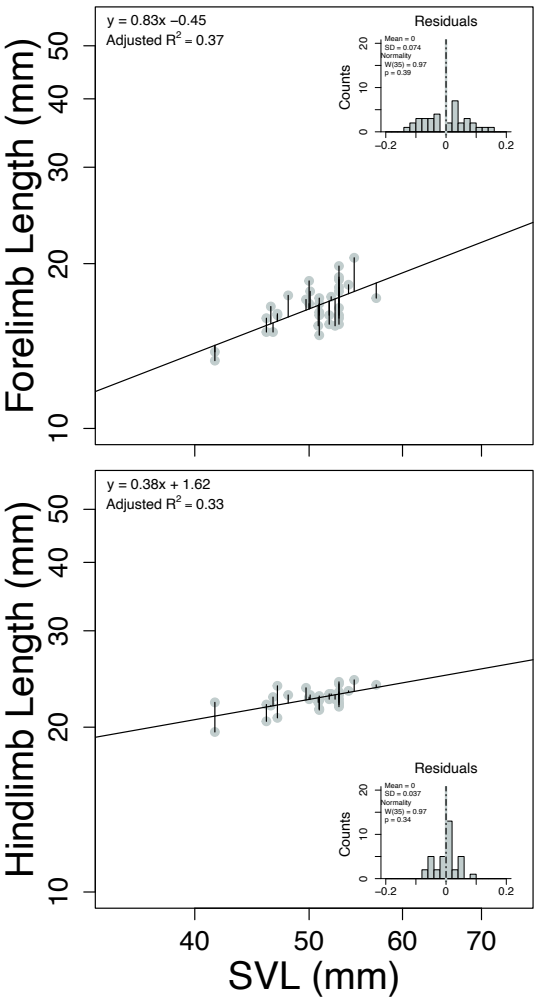 y = 0.83x −0.45
Adjusted R² = 0.37
Residuals
Mean = 0
SD = 0.074
Normality
W(35) = 0.97
p = 0.39
Counts
20
10
0
−0.2 0 0.2
Forelimb Length (mm)
50
40
30
20
10
y = 0.38x + 1.62
Adjusted R² = 0.33
Hindlimb Length (mm)
50
40
30
20
10
Residuals
Mean = 0
SD = 0.037
Normality
W(35) = 0.97
p = 0.34
Counts
20
10
0
−0.2 0 0.2
40 50 60 70
SVL (mm)